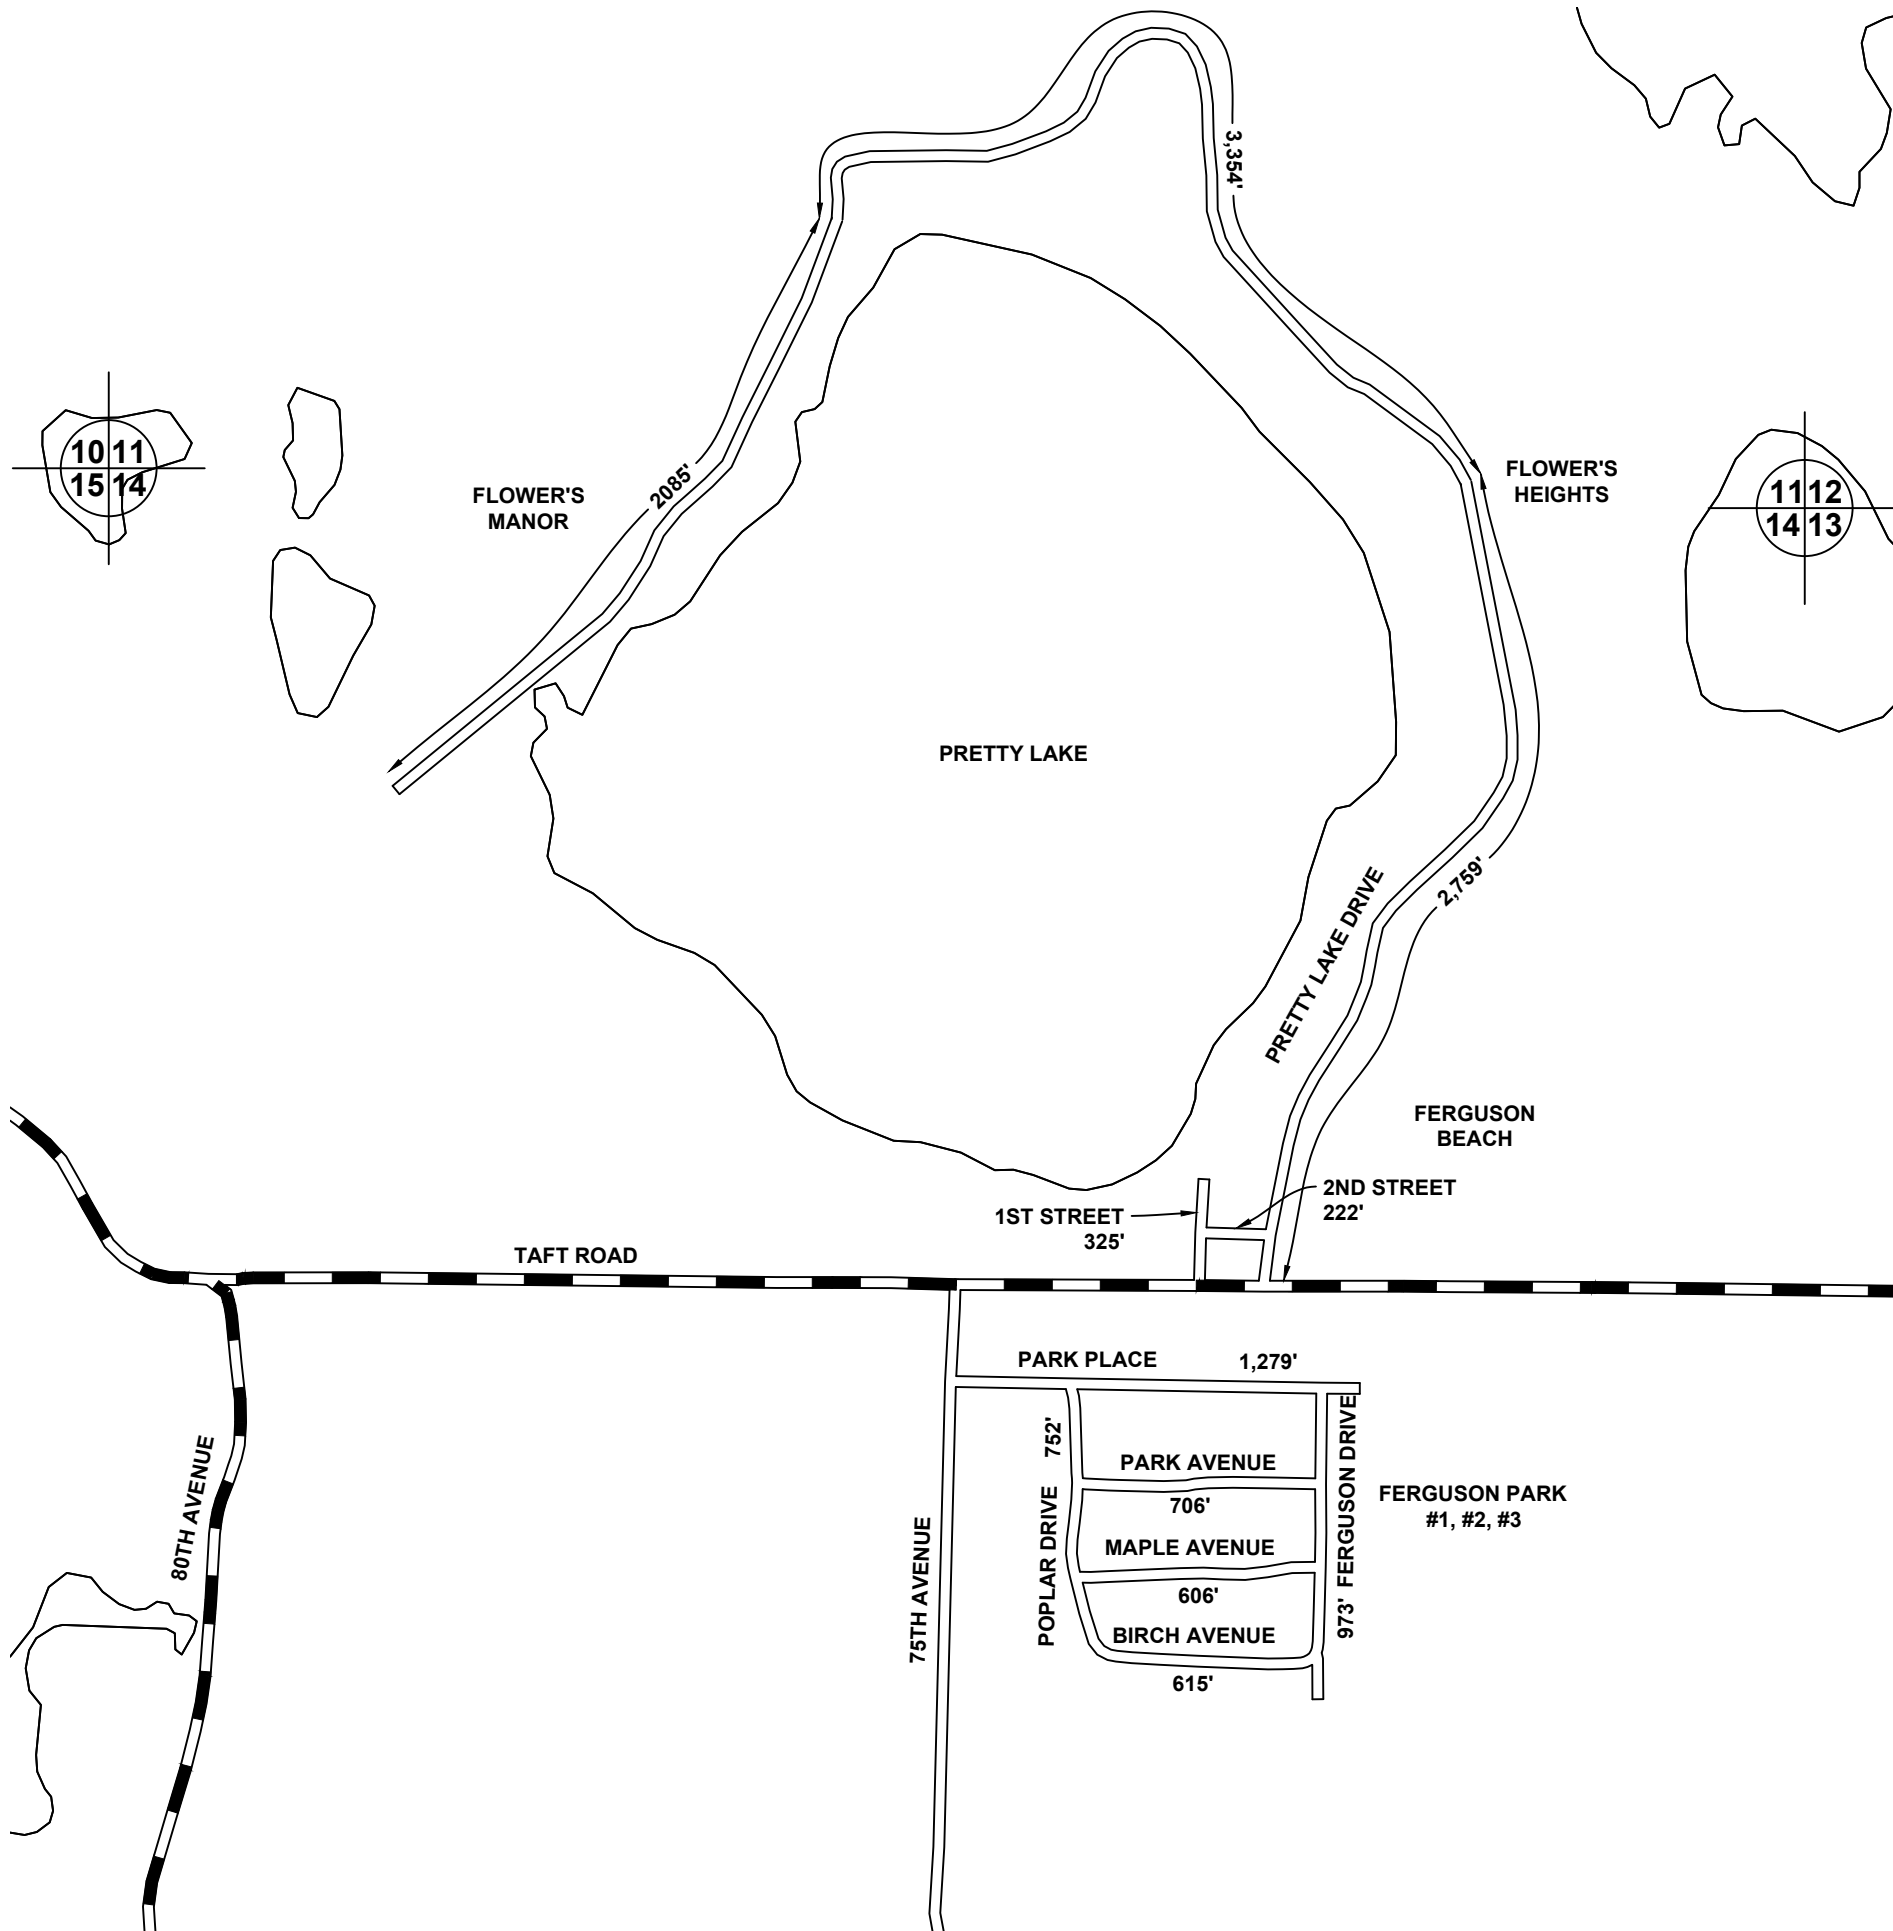 3,354'
10 11
15 14
FLOWER'S
MANOR
2085'
FLOWER'S
HEIGHTS
11 12
14 13
PRETTY LAKE
2,759'
PRETTY LAKE DRIVE
FERGUSON
BEACH
2ND STREET
222'
1ST STREET
325'
TAFT ROAD
PARK PLACE 1,279'
752'
PARK AVENUE
706'
FERGUSON PARK
#1, #2, #3
80TH AVENUE
75TH AVENUE
POPLAR DRIVE
MAPLE AVENUE
606'
973' FERGUSON DRIVE
BIRCH AVENUE
615'